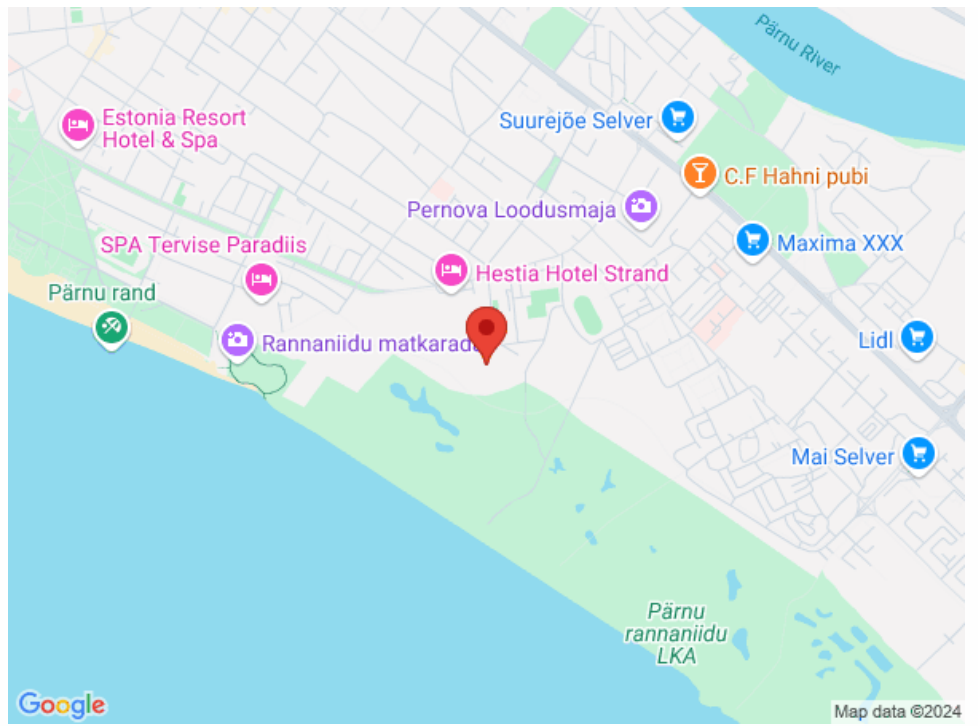 Pärnu River
Estonia Resort
Hotel & Spa
Suurejõe Selver
C.F Hahni pubi
Pernova Loodusmaja
Maxima XXX
SPA Tervise Paradiis
Hestia Hotel Strand
Pärnu rand
Rannaniidu matkarada
Lidl
Mai Selver
Pärnu
rannaniidu
LKA
Google
Map data ©2024